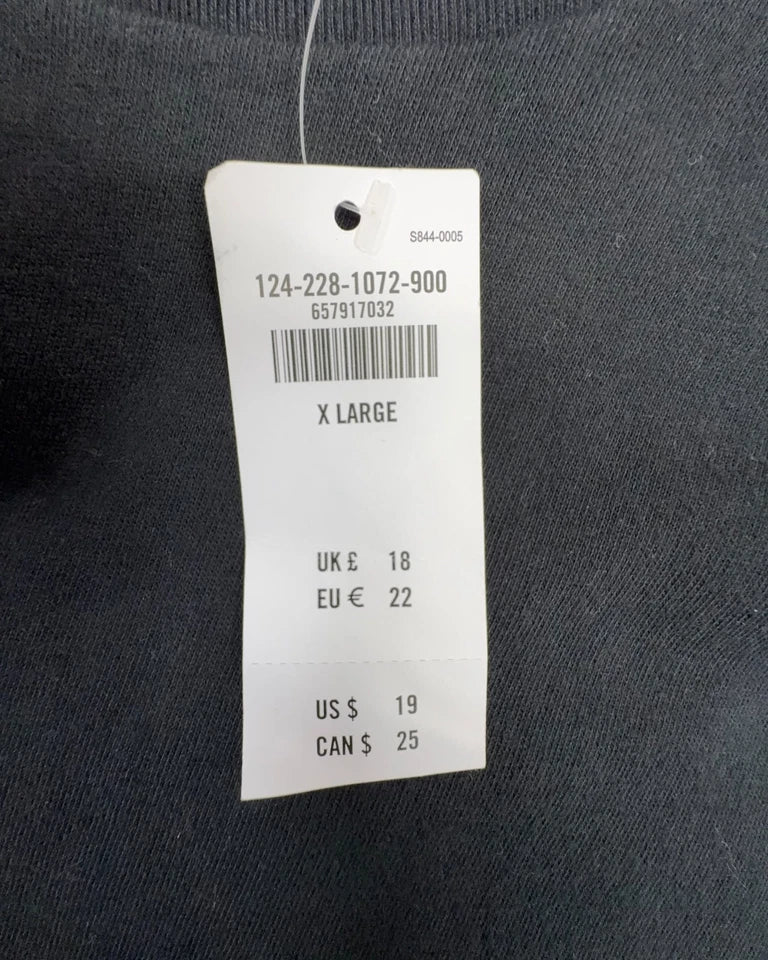 S844-0005
124-228-1072-900
657917032
X LARGE
UK £ 18
EU € 22
US $ 19
CAN $ 25